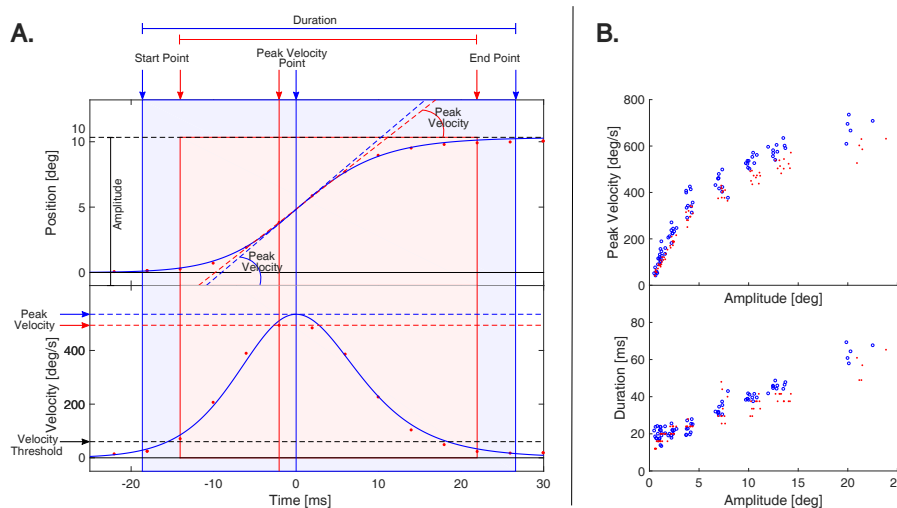 A.
Duration
Start Point
Peak Velocity
Point
End Point
10
Position [deg]
10
5
0
Amplitude
Peak
Velocity
Peak
Velocity
Peak
Velocity
Velocity [deg/s]
400
200
0
Velocity
Threshold
-20
-10
0
10
20
30
Time [ms]
B.
800
600
400
200
0
Peak Velocity [deg/s]
Amplitude [deg]
80
60
40
20
0
Duration [ms]
0
5
10
15
20
25
Amplitude [deg]